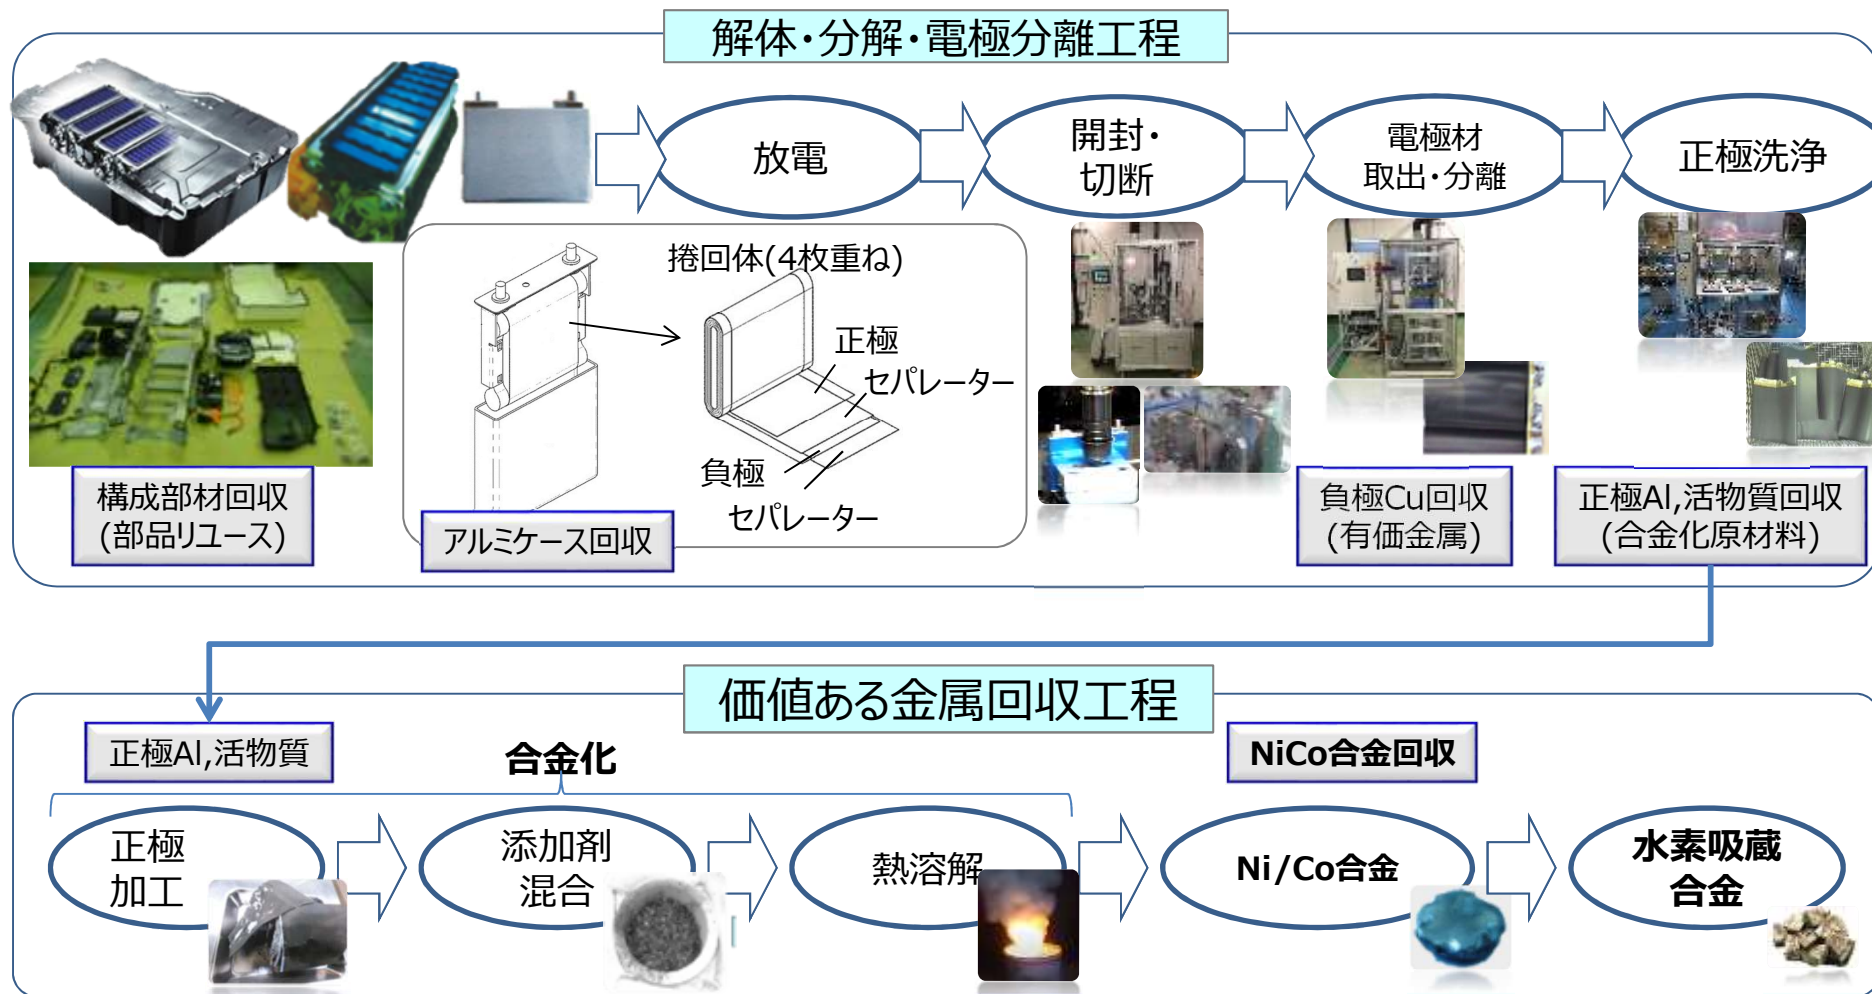 解体・分解・電極分離工程
放電
開封・
切断
電極材
取出・分離
正極洗浄
捲回体(4枚重ね)
正極
セパレーター
負極
セパレーター
構成部材回収
(部品リユース)
アルミケース回収
負極Cu回収
(有価金属)
正極Al,活物質回収
(合金化原材料)
価値ある金属回収工程
正極Al,活物質
合金化
NiCo合金回収
正極
加工
添加剤
混合
熱溶解
Ni/Co合金
水素吸蔵
合金